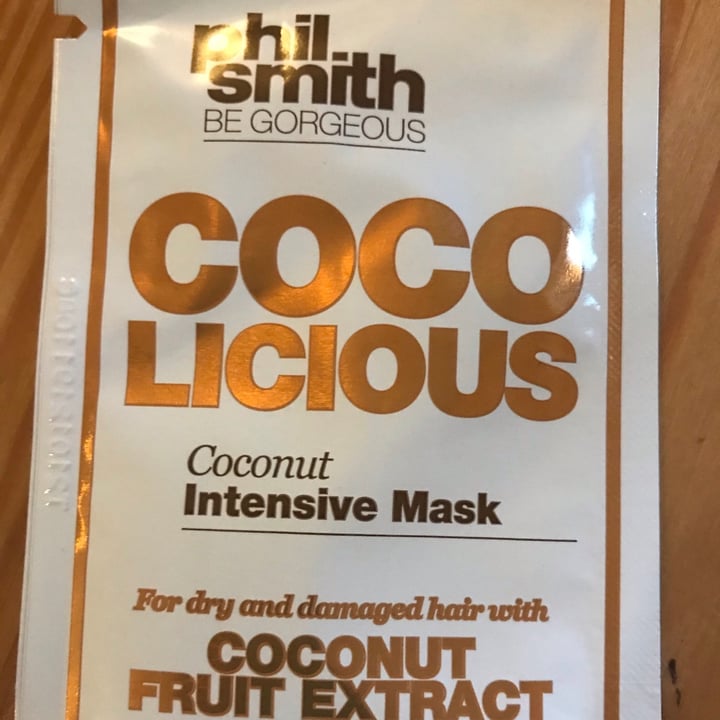 phil
smith
BE GORGEOUS
COCO
LICIOUS
Coconut
Intensive Mask
For dry and damaged hair with
COCONUT
FRUIT EXTRACT